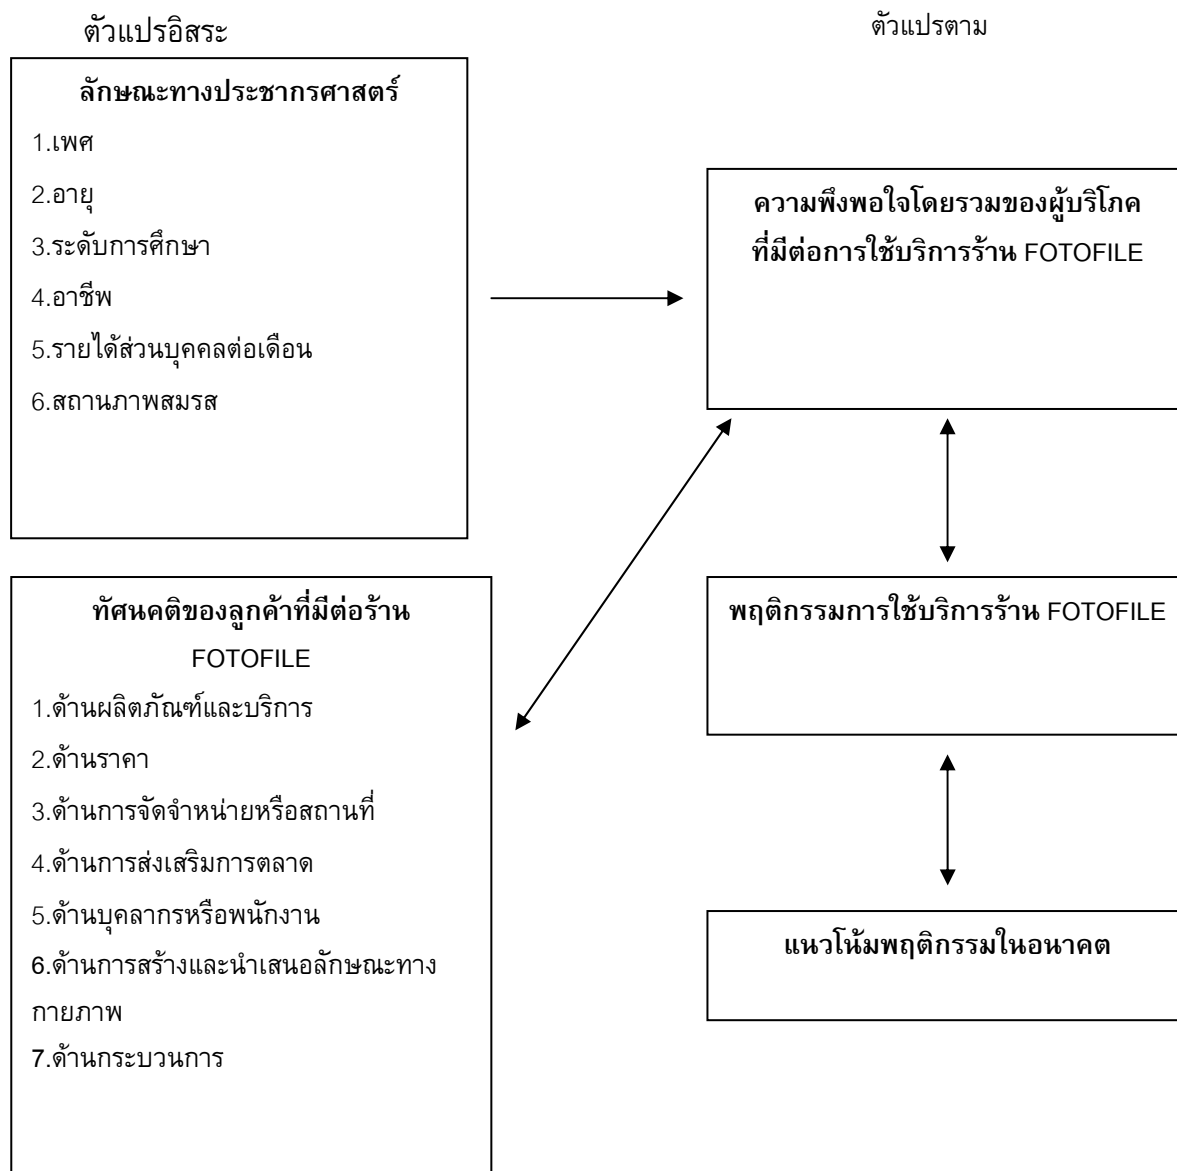 ตัวแปรอิสระ
ตัวแปรตาม
ลักษณะทางประชากรศาสตร์
1.เพศ
2.อายุ
3.ระดับการศึกษา
4.อาชีพ
5.รายได้ส่วนบุคคลต่อเดือน
6.สถานภาพสมรส
ความพึงพอใจโดยรวมของผู้บริโภค
ที่มีต่อการใช้บริการร้าน FOTOFILE
ทัศนคติของลูกค้าที่มีต่อร้าน
FOTOFILE
1.ด้านผลิตภัณฑ์และบริการ
2.ด้านราคา
3.ด้านการจัดจำหน่ายหรือสถานที่
4.ด้านการส่งเสริมการตลาด
5.ด้านบุคลากรหรือพนักงาน
6.ด้านการสร้างและนำเสนอลักษณะทาง
กายภาพ
7.ด้านกระบวนการ
พฤติกรรมการใช้บริการร้าน FOTOFILE
แนวโน้มพฤติกรรมในอนาคต